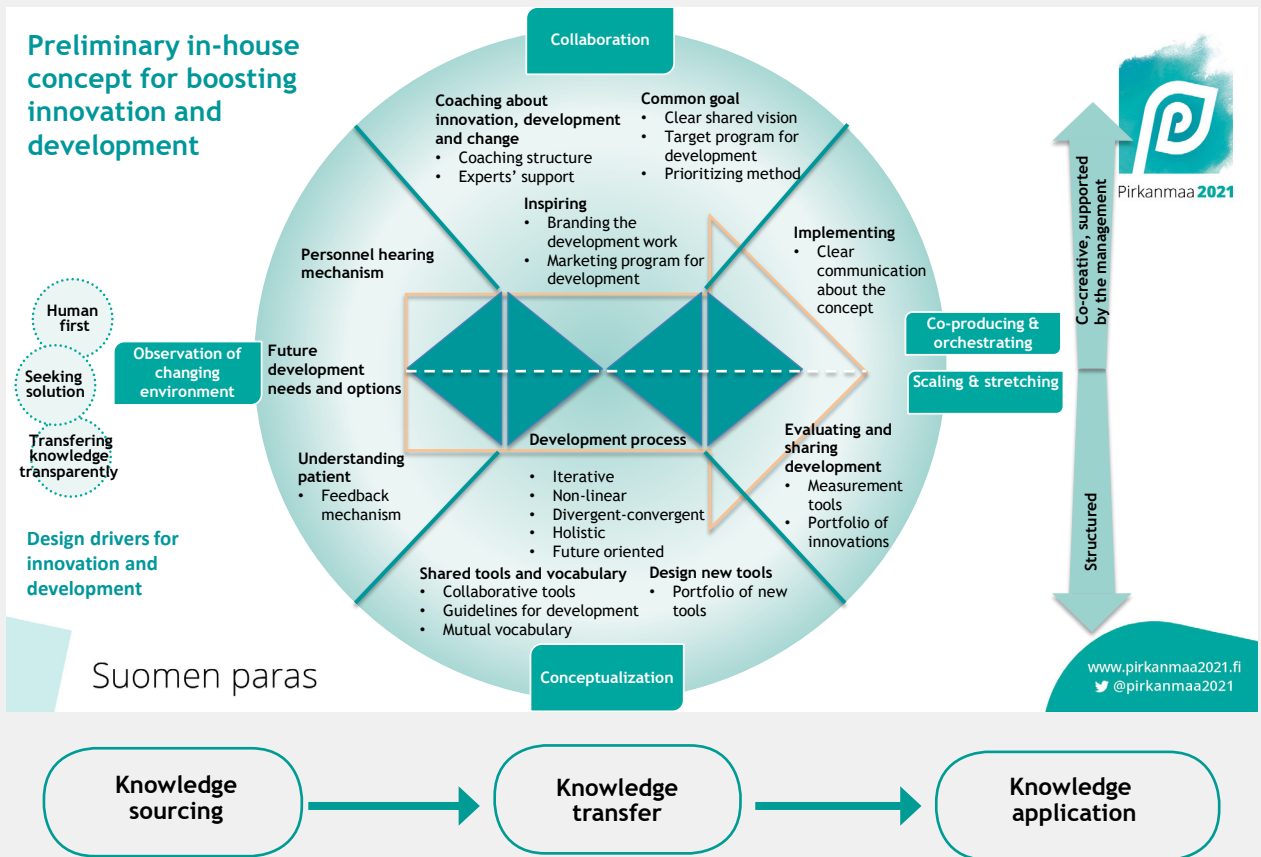 Preliminary in-house
concept for boosting
innovation and
development
Collaboration
Coaching about
innovation, development
and change
• Coaching structure
• Experts' support
Common goal
• Clear shared vision
• Target program for
development
• Prioritizing method
Inspiring
• Branding the
development work
• Marketing program for
development
Personnel hearing
mechanism
Implementing
• Clear
communication
about the
concept
Pirkanmaa 2021
Co-creative, supported
by the management
Structured
Human
first
Seeking
solution
Transfering
knowledge
transparently
Observation of
changing
environment
Future
development
needs and options
Co-producing &
orchestrating
Scaling & stretching
Understanding
patient
• Feedback
mechanism
Development process
• Iterative
• Non-linear
• Divergent-convergent
• Holistic
• Future oriented
Evaluating and
sharing
development
• Measurement
tools
• Portfolio of
innovations
Design drivers for
innovation and
development
Shared tools and vocabulary
• Collaborative tools
• Guidelines for development
• Mutual vocabulary
Design new tools
• Portfolio of new
tools
Conceptualization
Suomen paras
www.pirkanmaa2021.fi
@pirkanmaa2021
Knowledge
sourcing
Knowledge
transfer
Knowledge
application